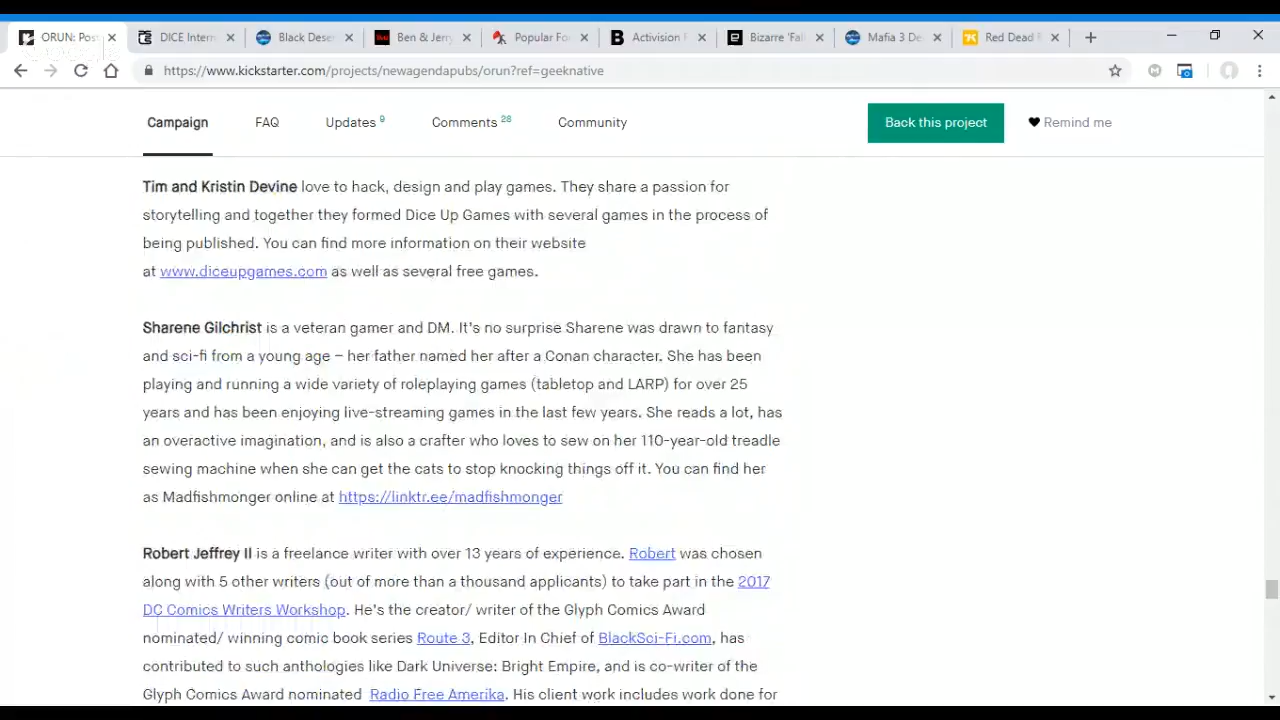 ORUN: Pos
DICE Intern
Black Deser
Ben & Jerry
Popular Fo
Activision
Bizarre 'Fal
Mafia 3 De
Red Dead
https://www.kickstarter.com/projects/newagendapubs/orun?ref=geeknative
Campaign
FAQ
Updates 9
Comments 28
Community
Back this project
Remind me
Tim and Kristin Devine love to hack, design and play games. They share a passion for
storytelling and together they formed Dice Up Games with several games in the process of
being published. You can find more information on their website
at www.diceupgames.com as well as several free games.
Sharene Gilchrist is a veteran gamer and DM. It's no surprise Sharene was drawn to fantasy
and sci-fi from a young age – her father named her after a Conan character. She has been
playing and running a wide variety of roleplaying games (tabletop and LARP) for over 25
years and has been enjoying live-streaming games in the last few years. She reads a lot, has
an overactive imagination, and is also a crafter who loves to sew on her 110-year-old treadle
sewing machine when she can get the cats to stop knocking things off it. You can find her
as Madfishmonger online at https://linktr.ee/madfishmonger
Robert Jeffrey II is a freelance writer with over 13 years of experience. Robert was chosen
along with 5 other writers (out of more than a thousand applicants) to take part in the 2017
DC Comics Writers Workshop. He's the creator/ writer of the Glyph Comics Award
nominated/ winning comic book series Route 3, Editor In Chief of BlackSci-Fi.com, has
contributed to such anthologies like Dark Universe: Bright Empire, and is co-writer of the
Glyph Comics Award nominated Radio Free Amerika. His client work includes work done for